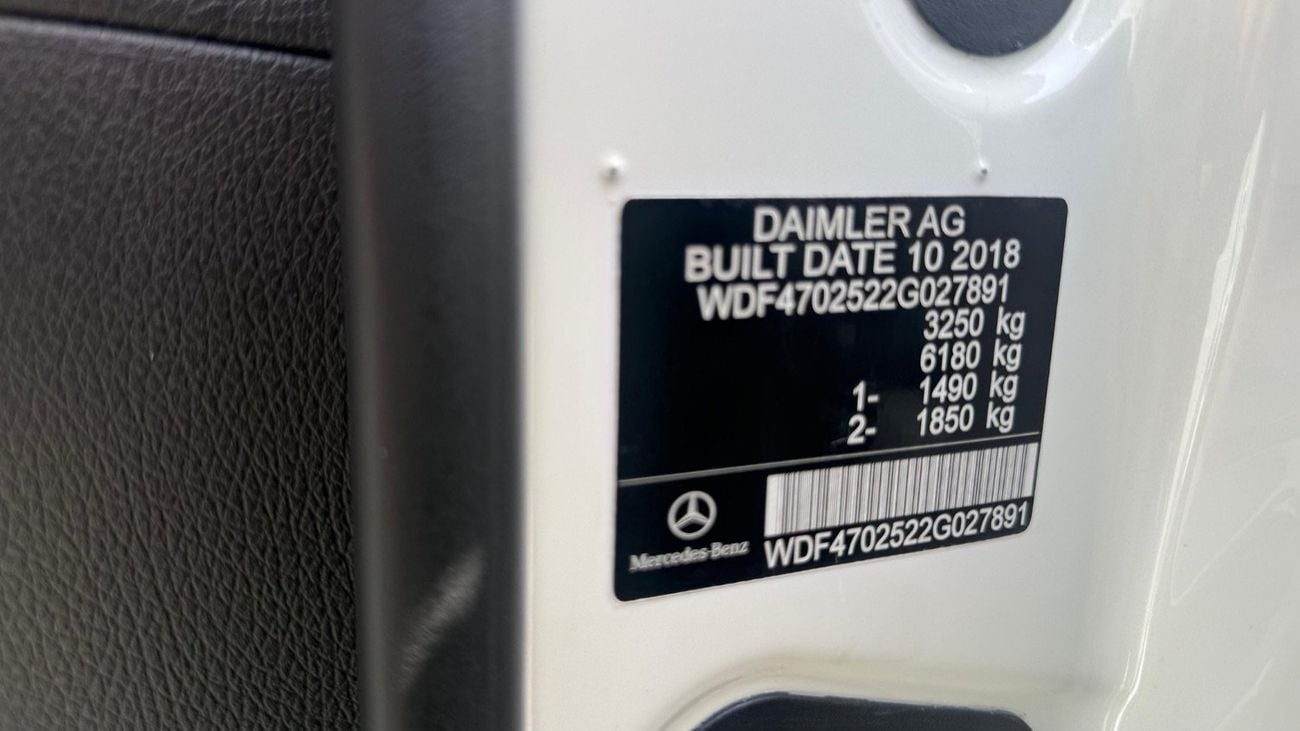 DAIMLER AG
BUILT DATE 10 2018
WDF4702522G027891
3250 kg
6180 kg
1- 1490 kg
2- 1850 kg
Mercedes-Benz
WDF4702522G027891